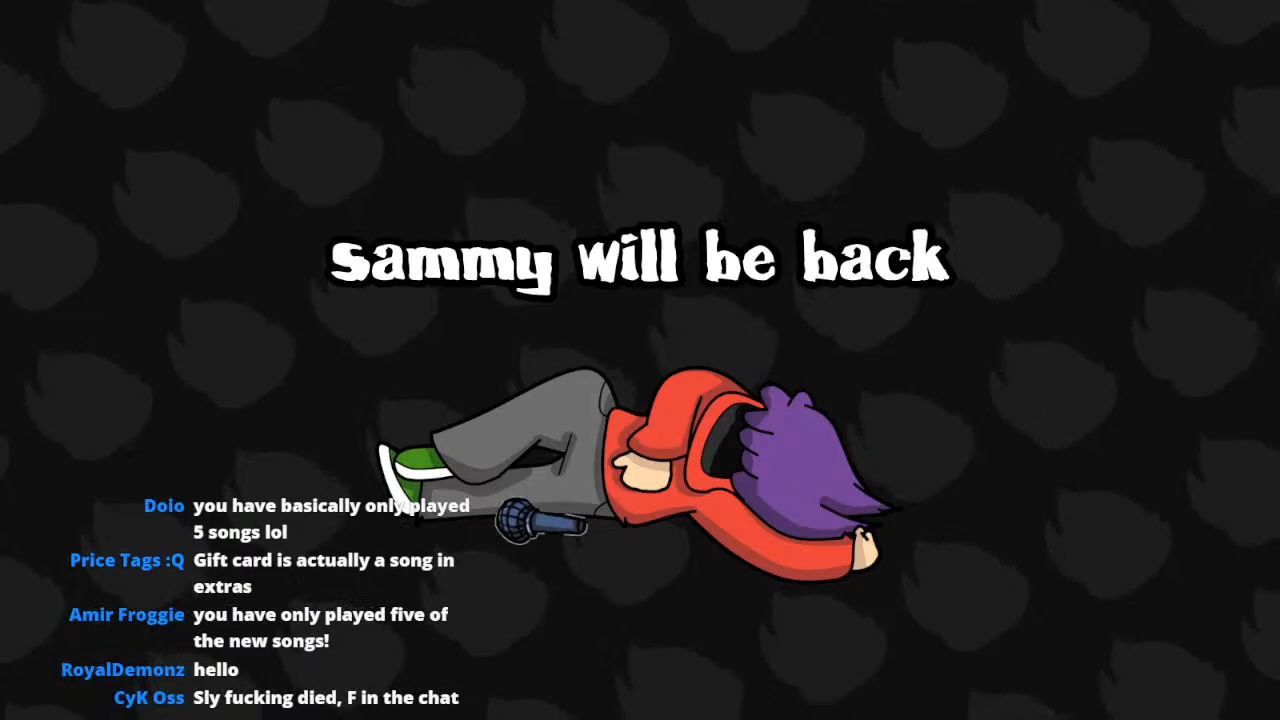 sammy will be back
Dolo you have basically only played
5 songs lol
Price Tags :Q Gift card is actually a song in
extras
Amir Froggie you have only played five of
the new songs!
RoyalDemonz hello
CyK Oss Sly fucking died, F in the chat